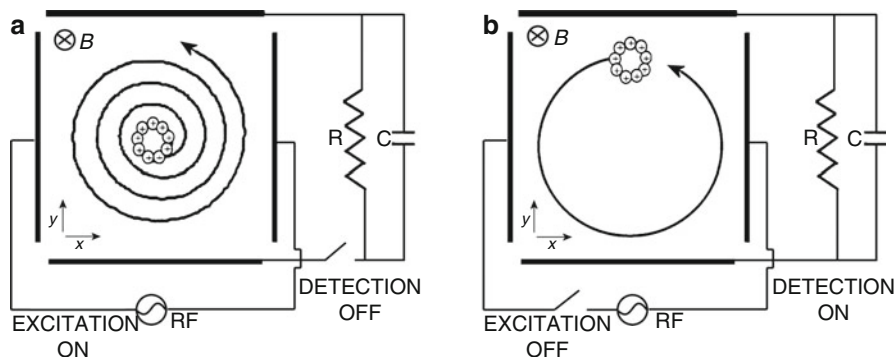 a
B
R
C
y
x
DETECTION
OFF
EXCITATION
ON
RF
b
B
R
C
y
x
DETECTION
ON
EXCITATION
OFF
RF